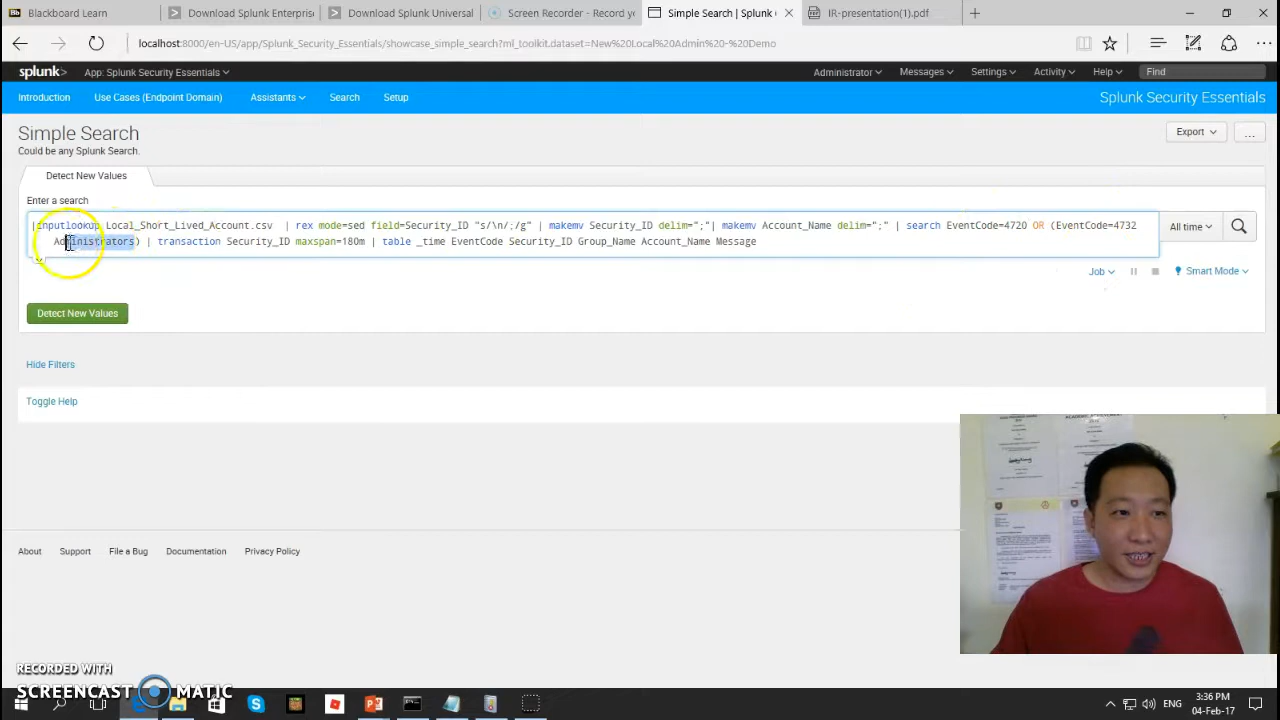 Blackboard Learn
Download Splunk Enterpris
Download Splunk Universal
Screen Recorder - Record yo
Simple Search | Splunk
IR-presentation(1).pdf
localhost:8000/en-US/app/Splunk_Security_Essentials/showcase_simple_search?ml_toolkit.dataset=New%20Local%20Admin%20-%20Demo
splunk> App: Splunk Security Essentials
Administrator Messages Settings Activity Help Find
Introduction Use Cases (Endpoint Domain) Assistants Search Setup
Splunk Security Essentials
Simple Search
Could be any Splunk Search.
Export ...
Detect New Values
Enter a search
|inputlookup Local_Short_Lived_Account.csv | rex mode=sed field=Security_ID "s/\n/;/g" | makemv Security_ID delim=";"| makemv Account_Name delim=";" | search EventCode=4720 OR (EventCode=4732
Administrators) | transaction Security_ID maxspan=180m | table _time EventCode Security_ID Group_Name Account_Name Message
All time
Job
Smart Mode
Detect New Values
Hide Filters
Toggle Help
About Support File a Bug Documentation Privacy Policy
RECORDED WITH
SCREENCAST MATIC
ENG
3:36 PM
04-Feb-17